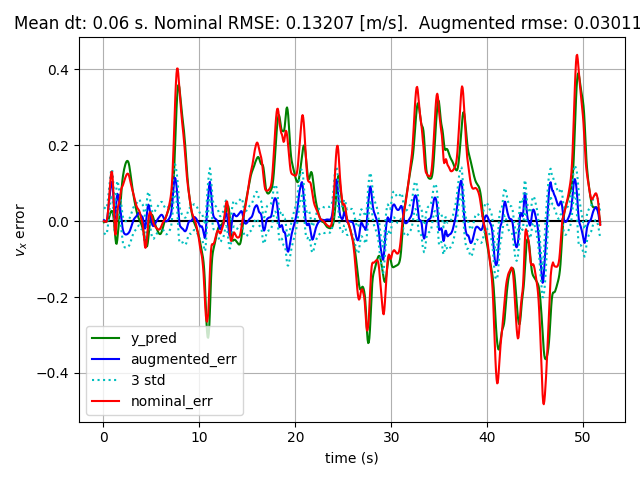 Mean dt: 0.06 s. Nominal RMSE: 0.13207 [m/s].  Augmented rmse: 0.03011
0.4
0.2
0.0
−0.2
−0.4
vx error
y_pred
augmented_err
3 std
nominal_err
0 10 20 30 40 50
time (s)